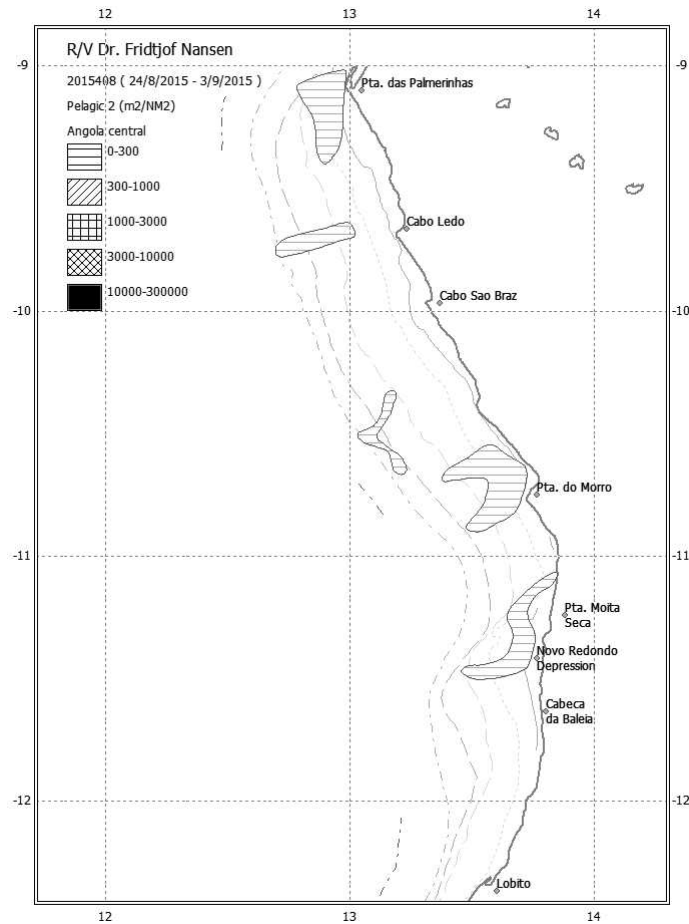 12 13 14
R/V Dr. Fridtjof Nansen
-9 -9
2015408 ( 24/8/2015 - 3/9/2015 )
Pta. das Palmerinhas
Pelagic 2 (m2/NM2)
Angola central
0-300
300-1000
1000-3000
Cabo Ledo
3000-10000
10000-300000
Cabo Sao Braz
-10 -10
Pta. do Morro
-11 -11
Pta. Moita
Seca
Novo Redondo
Depression
Cabeca
da Baleia
-12 -12
Lobito
12 13 14